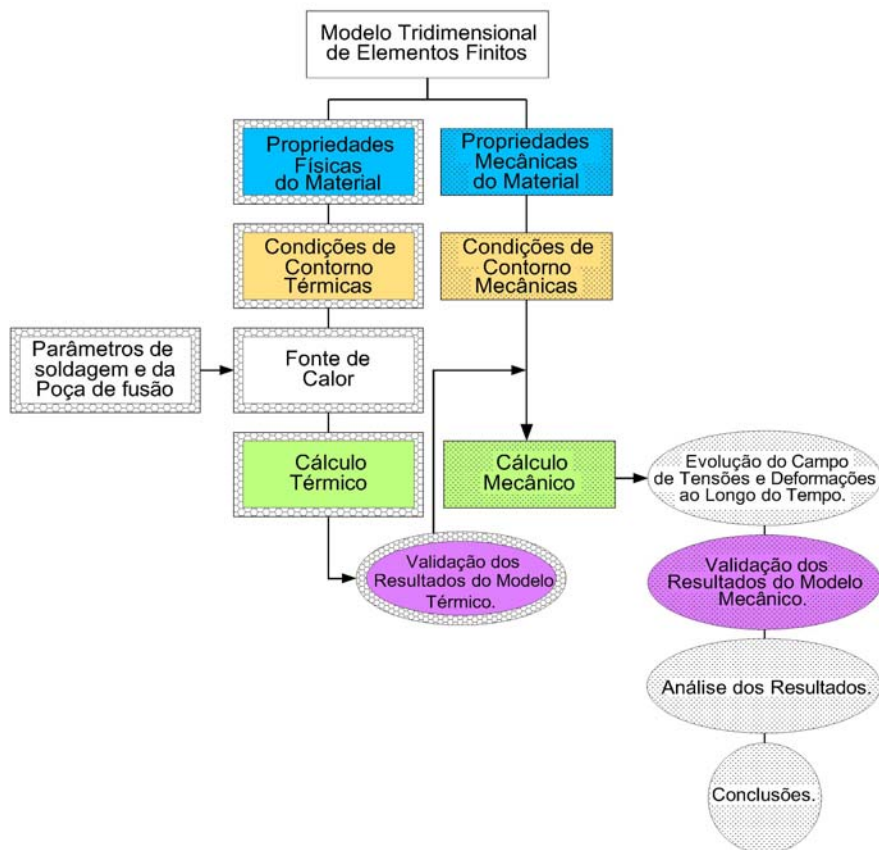 Modelo Tridimensional
de Elementos Finitos
Propriedades
Físicas
do Material
Propriedades
Mecânicas
do Material
Condições de
Contorno
Térmicas
Condições de
Contorno
Mecânicas
Parâmetros de
soldagem e da
Poça de fusão
Fonte de
Calor
Cálculo
Térmico
Cálculo
Mecânico
Evolução do Campo
de Tensões e Deformações
ao Longo do Tempo.
Validação dos
Resultados do Modelo
Térmico.
Validação dos
Resultados do Modelo
Mecânico.
Análise dos Resultados.
Conclusões.